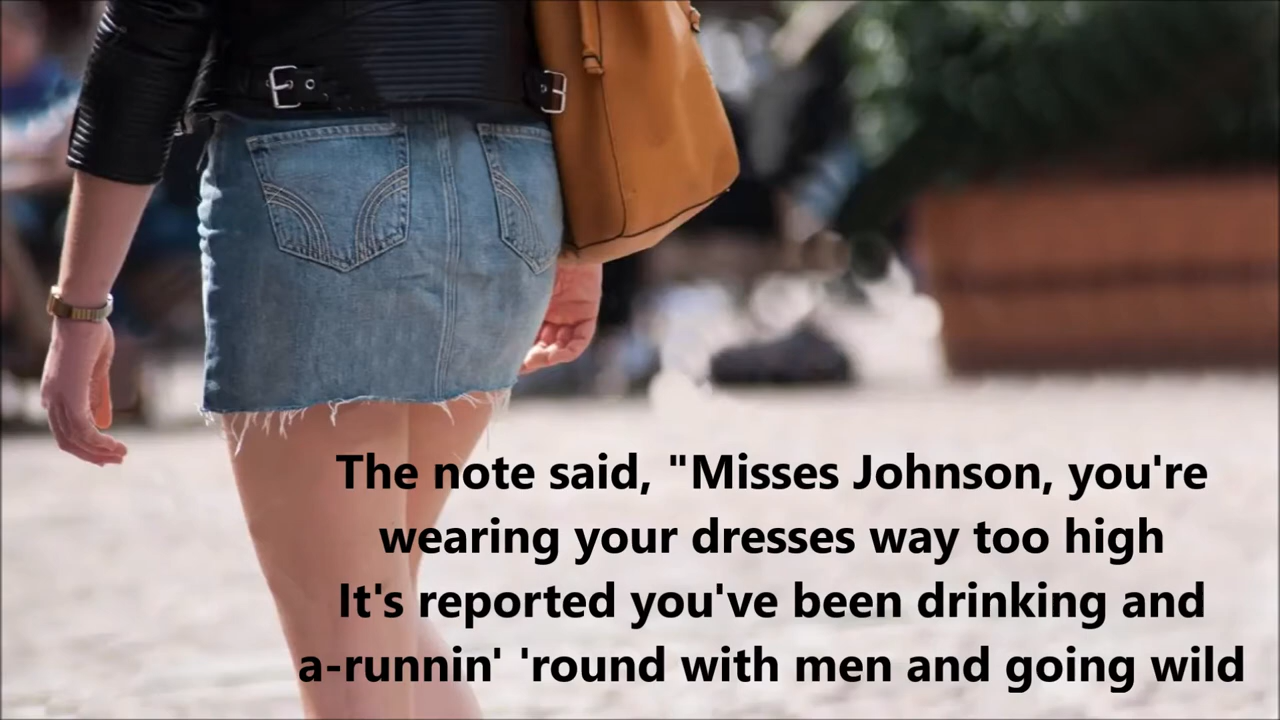 The note said, "Misses Johnson, you're
wearing your dresses way too high
It's reported you've been drinking and
a-runnin' 'round with men and going wild